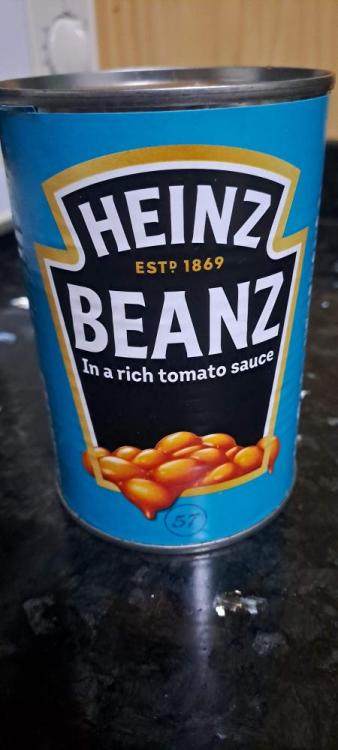 HEINZ
ESTD 1869
BEANZ
In a rich tomato sauce
57